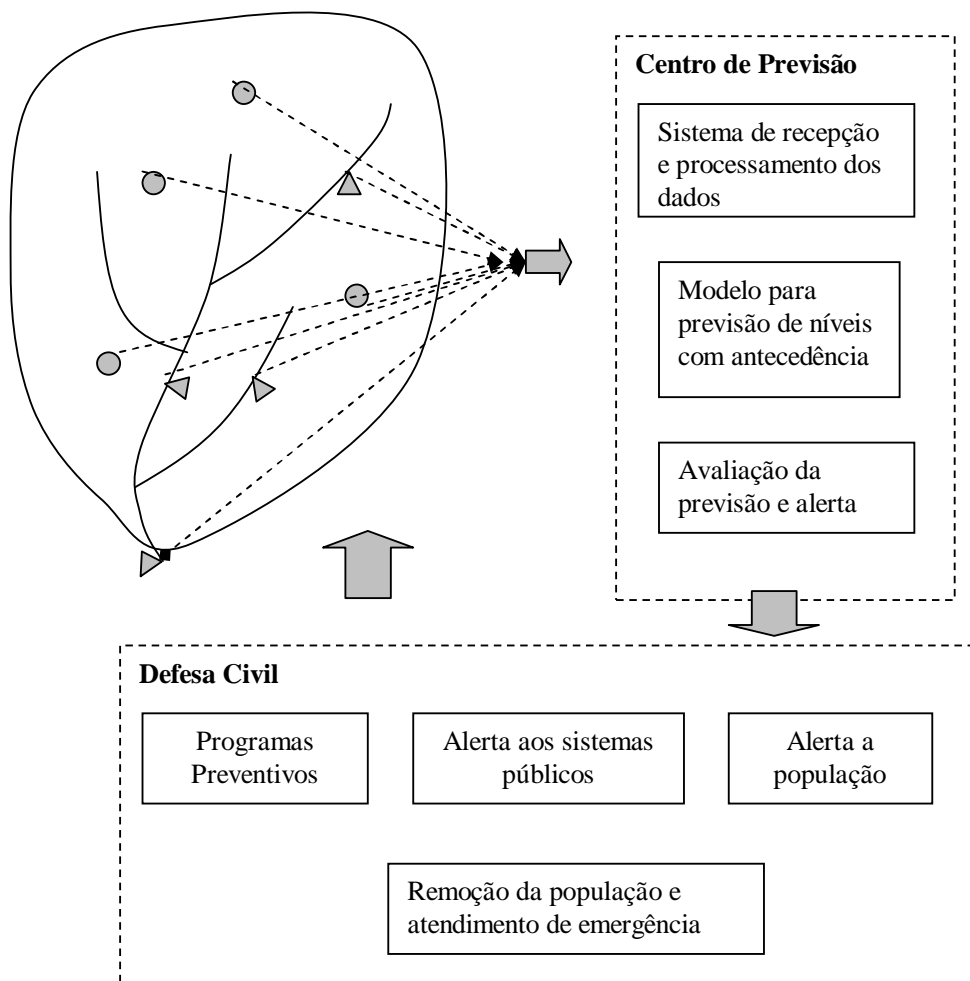 Centro de Previsão
Sistema de recepção
e processamento dos
dados
Modelo para
previsão de níveis
com antecedência
Avaliação da
previsão e alerta
Defesa Civil
Programas
Preventivos
Alerta aos sistemas
públicos
Alerta a
população
Remoção da população e
atendimento de emergência